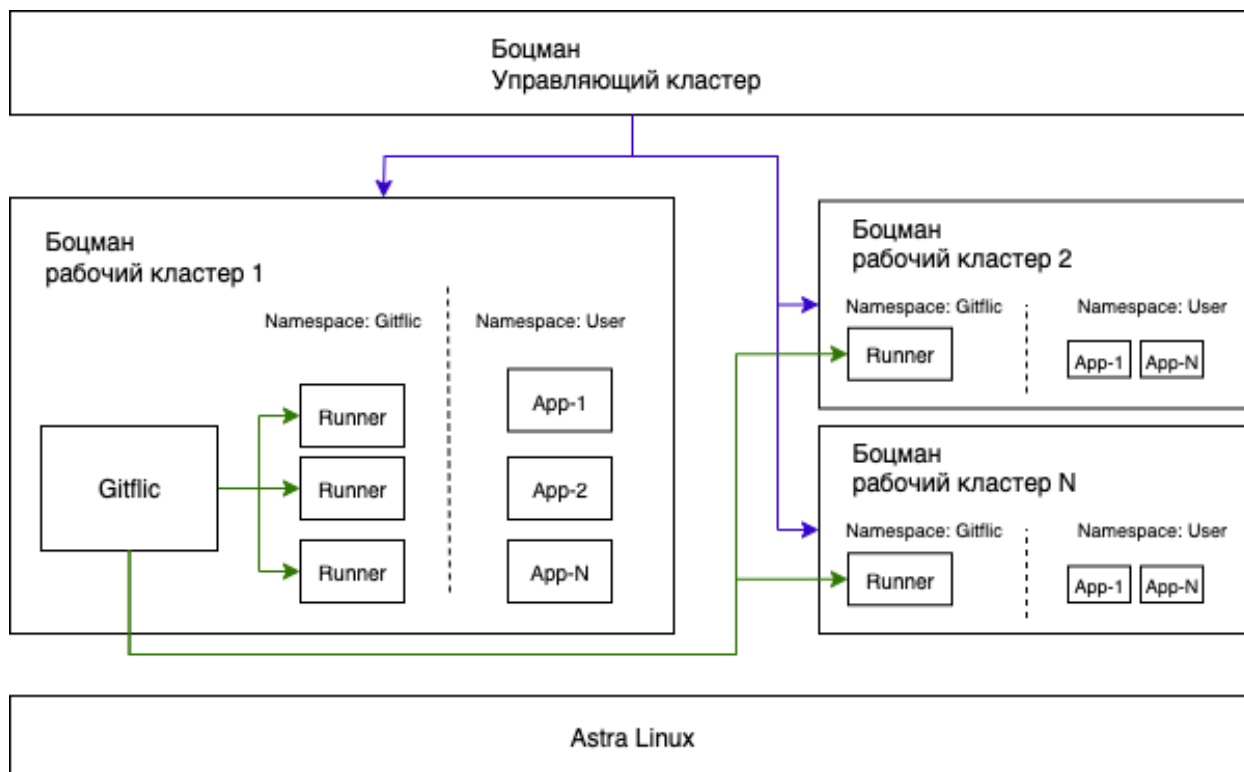 Боцман
Управляющий кластер
Боцман
рабочий кластер 1
Namespace: Gitflic
Namespace: User
Gitflic
Runner
Runner
Runner
App-1
App-2
App-N
Боцман
рабочий кластер 2
Namespace: Gitflic
Namespace: User
Runner
App-1
App-N
Боцман
рабочий кластер N
Namespace: Gitflic
Namespace: User
Runner
App-1
App-N
Astra Linux